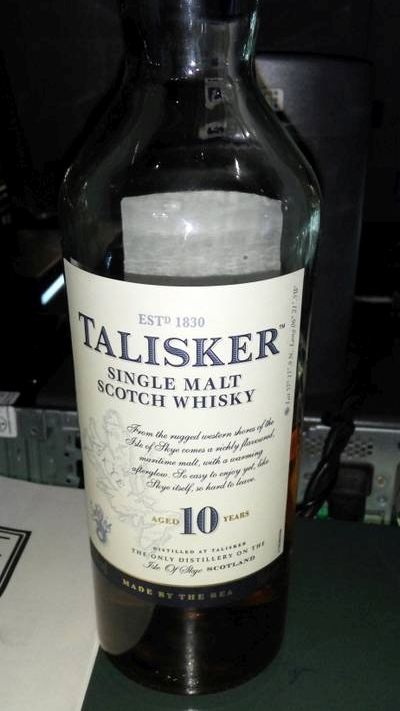 ESTD 1830
TALISKER™
SINGLE MALT
SCOTCH WHISKY
From the rugged western shores of the
Isle of Skye comes a richly flavoured,
maritime malt, with a warming
afterglow. So easy to enjoy yet, like
Skye itself, so hard to leave.
AGED 10 YEARS
DISTILLED AT TALISKER
THE ONLY DISTILLERY ON THE
Isle Of Skye SCOTLAND
MADE BY THE SEA